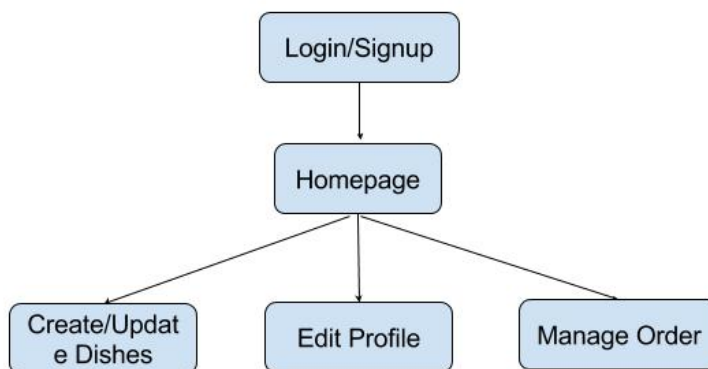 Login/Signup
Homepage
Create/Updat
e Dishes
Edit Profile
Manage Order